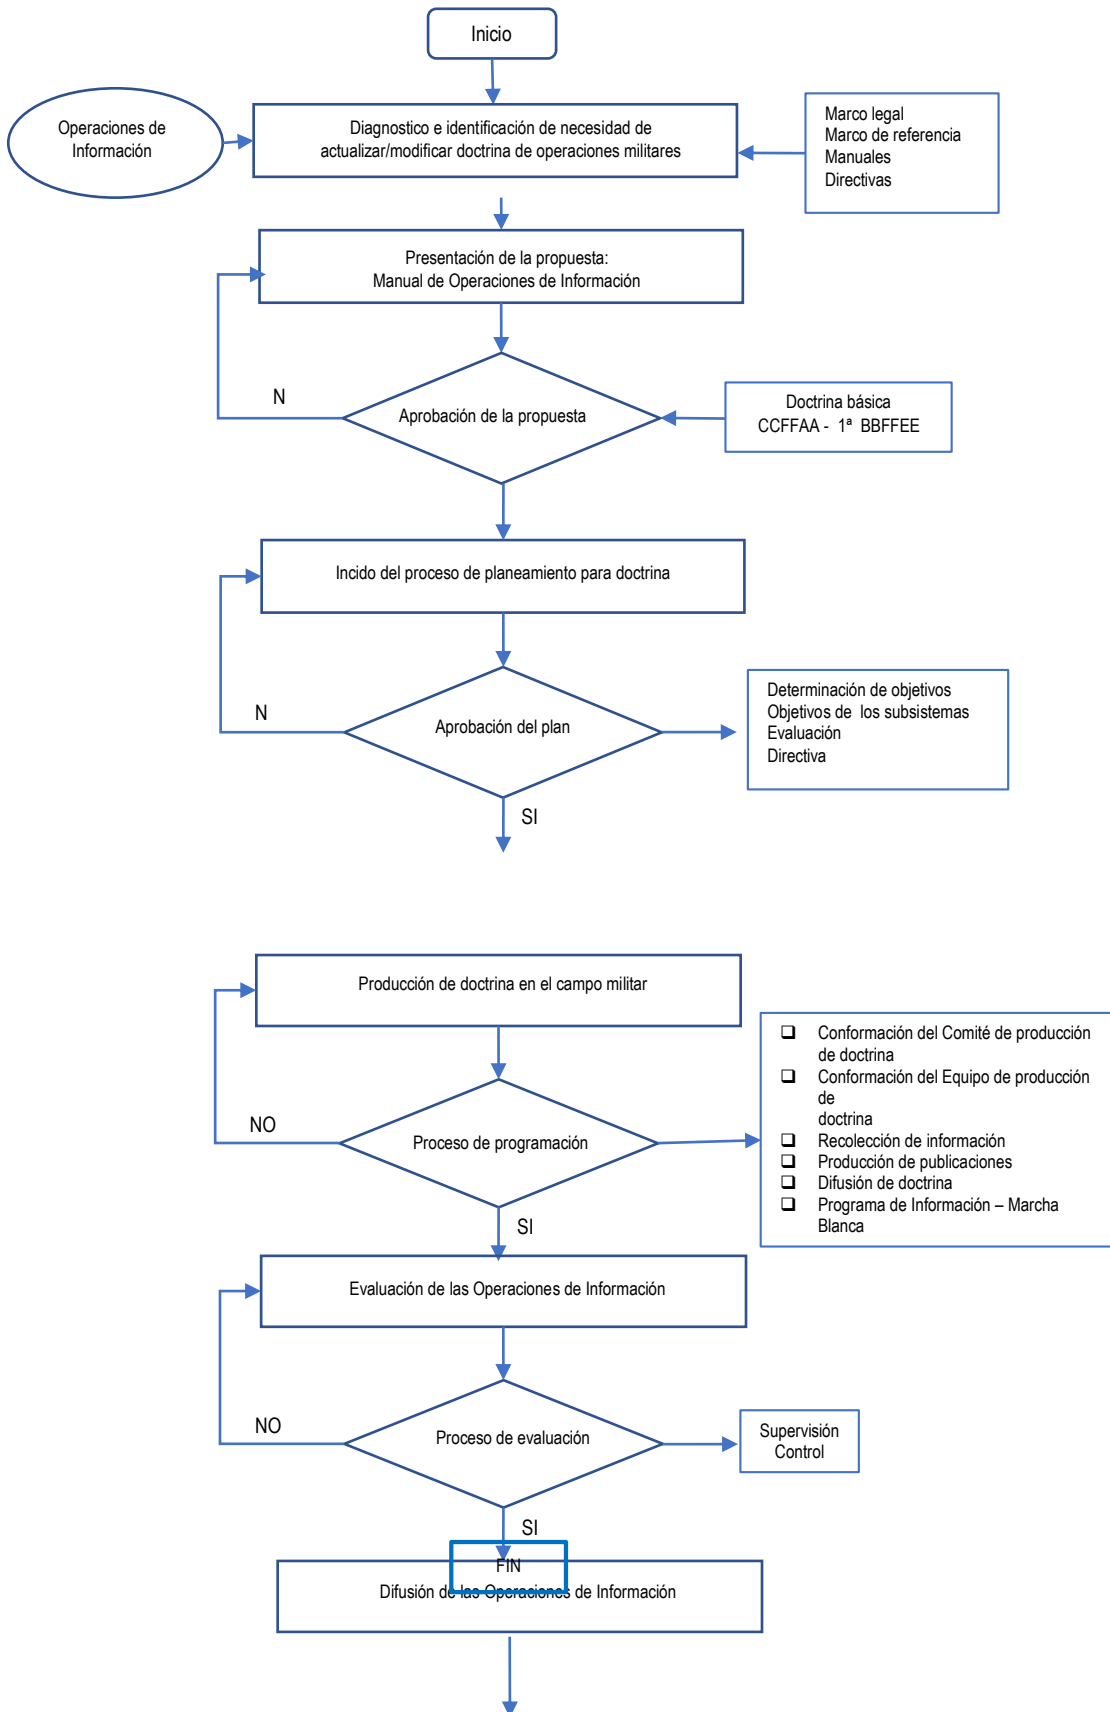 Inicio
Operaciones de
Información
Diagnostico e identificación de necesidad de
actualizar/modificar doctrina de operaciones militares
Marco legal
Marco de referencia
Manuales
Directivas
Presentación de la propuesta:
Manual de Operaciones de Información
N
Aprobación de la propuesta
Doctrina básica
CCFFAA - 1ª BBFFEE
Incido del proceso de planeamiento para doctrina
N
Aprobación del plan
Determinación de objetivos
Objetivos de los subsistemas
Evaluación
Directiva
SI
Producción de doctrina en el campo militar
NO
Proceso de programación
❑ Conformación del Comité de producción
de doctrina
❑ Conformación del Equipo de producción
de
doctrina
❑ Recolección de información
❑ Producción de publicaciones
❑ Difusión de doctrina
❑ Programa de Información – Marcha
Blanca
SI
Evaluación de las Operaciones de Información
NO
Proceso de evaluación
Supervisión
Control
SI
FIN
Difusión de las Operaciones de Información